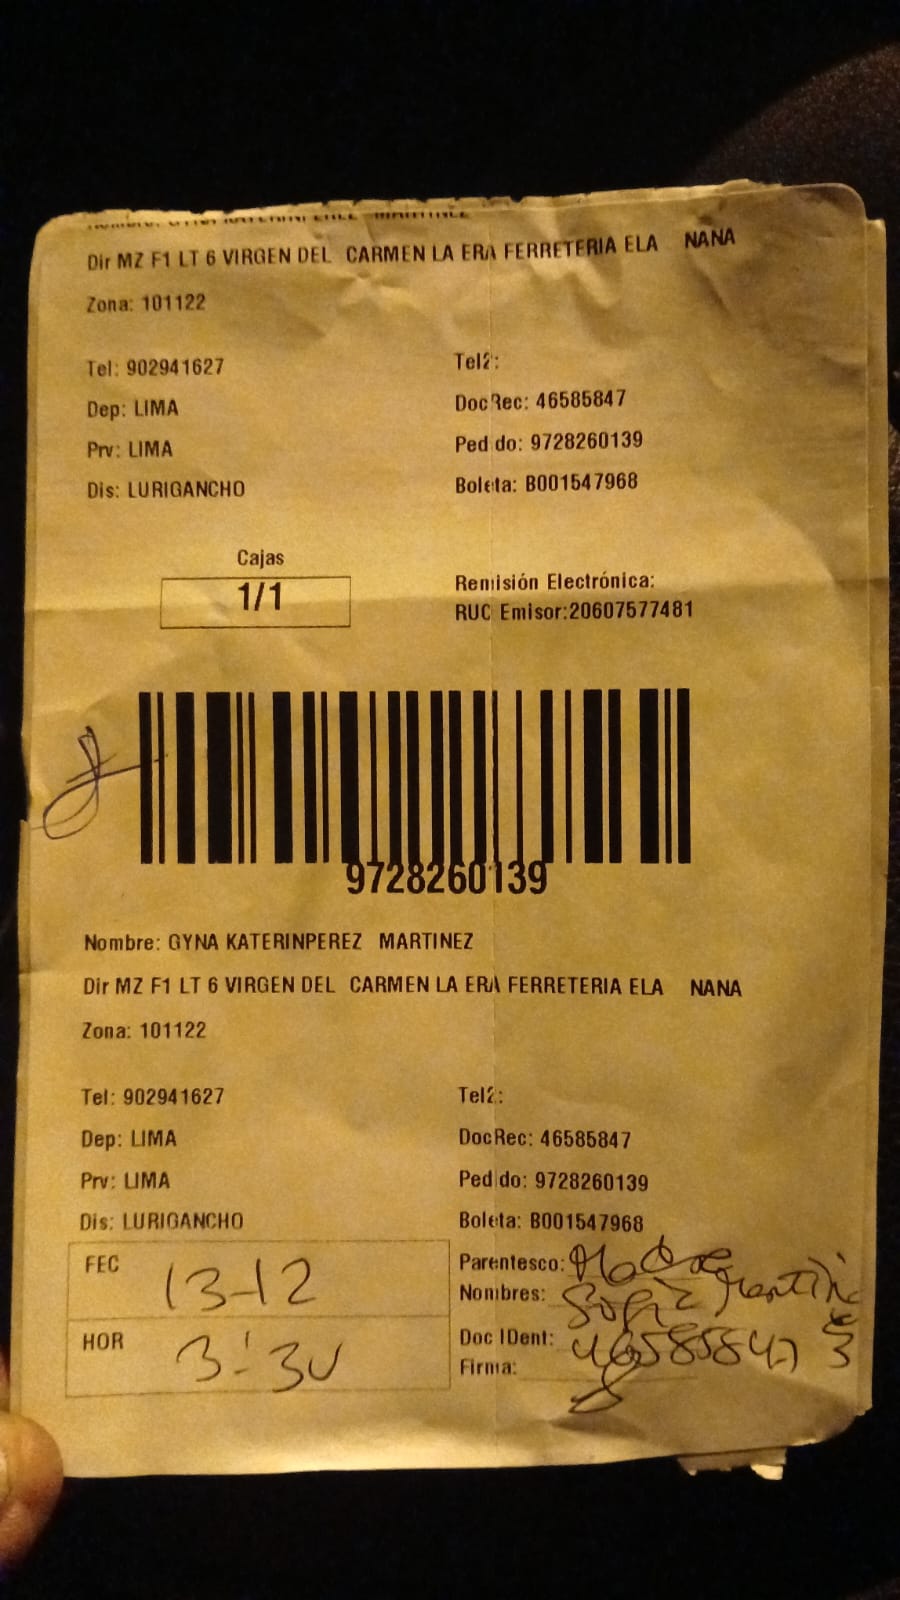 Dir MZ F1 LT 6 VIRGEN DEL CARMEN LA ERA FERRETERIA ELA NANA
Zona: 101122
Tel: 902941627 Tel2:
Dep: LIMA DocRec: 46585847
Prv: LIMA Pedido: 9728260139
Dis: LURIGANCHO Boleta: B001547968
Cajas
1/1
Remisión Electrónica:
RUC Emisor:20607577481
9728260139
Nombre: GYNA KATERINPEREZ MARTINEZ
Dir MZ F1 LT 6 VIRGEN DEL CARMEN LA ERA FERRETERIA ELA NANA
Zona: 101122
Tel: 902941627 Tel2:
Dep: LIMA DocRec: 46585847
Prv: LIMA Pedido: 9728260139
Dis: LURIGANCHO Boleta: B001547968
FEC 13-12
HOR 3:30
Parentesco:
Nombres:
Doc IDent: 46585847
Firma: